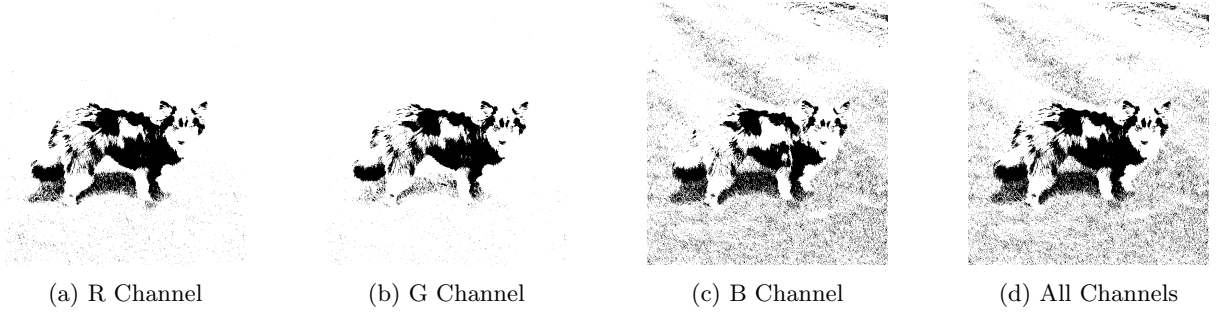 (a) R Channel
(b) G Channel
(c) B Channel
(d) All Channels